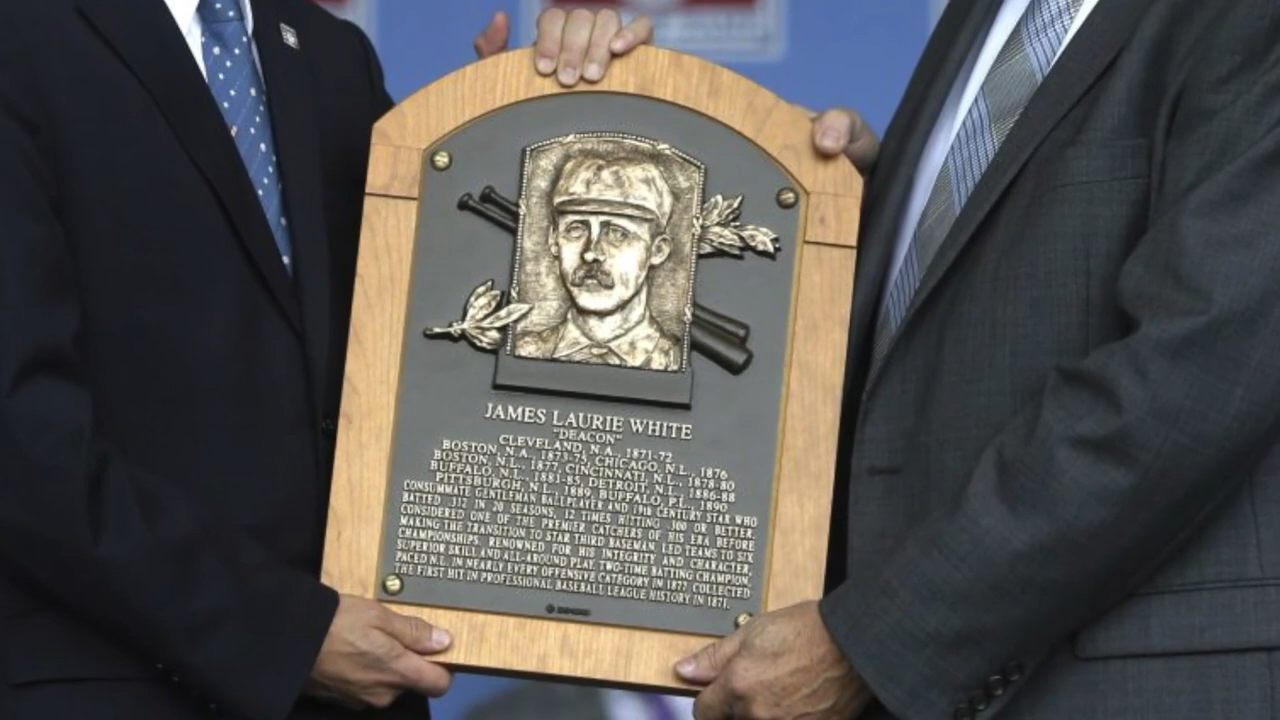 JAMES LAURIE WHITE
"DEACON"
CLEVELAND, N.A., 1871-72
BOSTON, N.A., 1873-75, CHICAGO, N.L., 1876
BOSTON, N.L., 1877, CINCINNATI, N.L., 1878-80
BUFFALO, N.L., 1881-85, DETROIT, N.L., 1886-88
PITTSBURGH, N.L., 1889, BUFFALO, P.L., 1890
CONSUMMATE GENTLEMAN BALLPLAYER AND 19th CENTURY STAR WHO
BATTED .312 IN 20 SEASONS, 12 TIMES HITTING .300 OR BETTER.
CONSIDERED ONE OF THE PREMIER CATCHERS OF HIS ERA BEFORE
MAKING THE TRANSITION TO STAR THIRD BASEMAN. LED TEAMS TO SIX
CHAMPIONSHIPS. RENOWNED FOR HIS INTEGRITY AND CHARACTER,
SUPERIOR SKILL AND ALL-AROUND PLAY. TWO-TIME BATTING CHAMPION,
PACED N.L. IN NEARLY EVERY OFFENSIVE CATEGORY IN 1877. COLLECTED
THE FIRST HIT IN PROFESSIONAL BASEBALL LEAGUE HISTORY IN 1871.